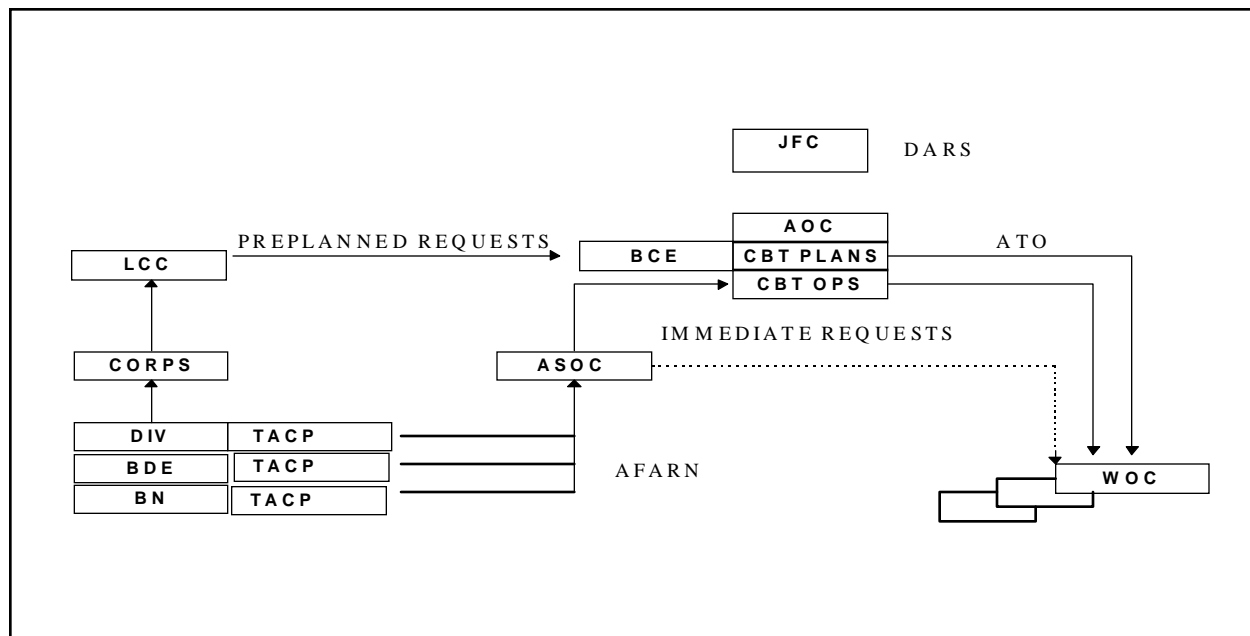 JFC
DARS
AOC
PREPLANNED REQUESTS
BCE
CBT PLANS
ATO
LCC
CBT OPS
IMMEDIATE REQUESTS
CORPS
ASOC
DIV
TACP
BDE
TACP
AFARN
WOC
BN
TACP